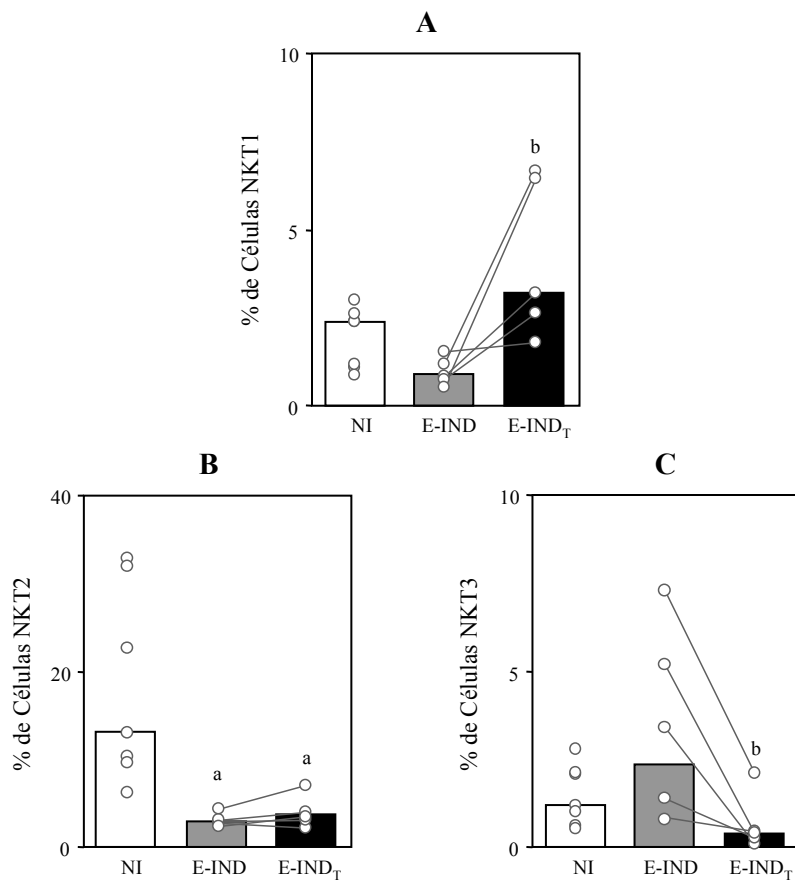 A
% de Células NKT1
10
5
0
b
NI E-IND E-IND_T
B
% de Células NKT2
40
20
0
a a
NI E-IND E-IND_T
C
% de Células NKT3
10
5
0
b
NI E-IND E-IND_T